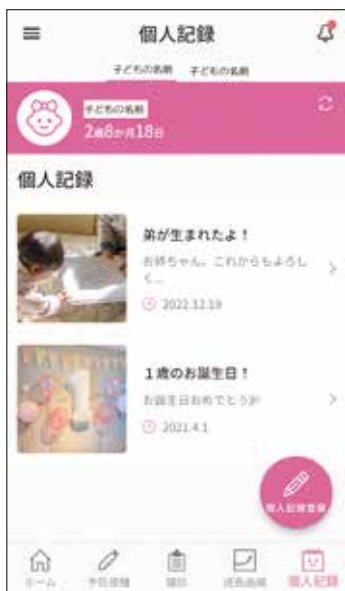 個人記録
子どもの名前 子どもの名前
子どもの名前
2歳8か月18日
個人記録
弟が生まれたよ！
お姉ちゃん、これからもよろし
く...
2022.12.19
1歳のお誕生日！
お誕生日おめでとう🎉
2021.4.1
個人記録登録
ホーム 予防接種 健診 成長曲線 個人記録